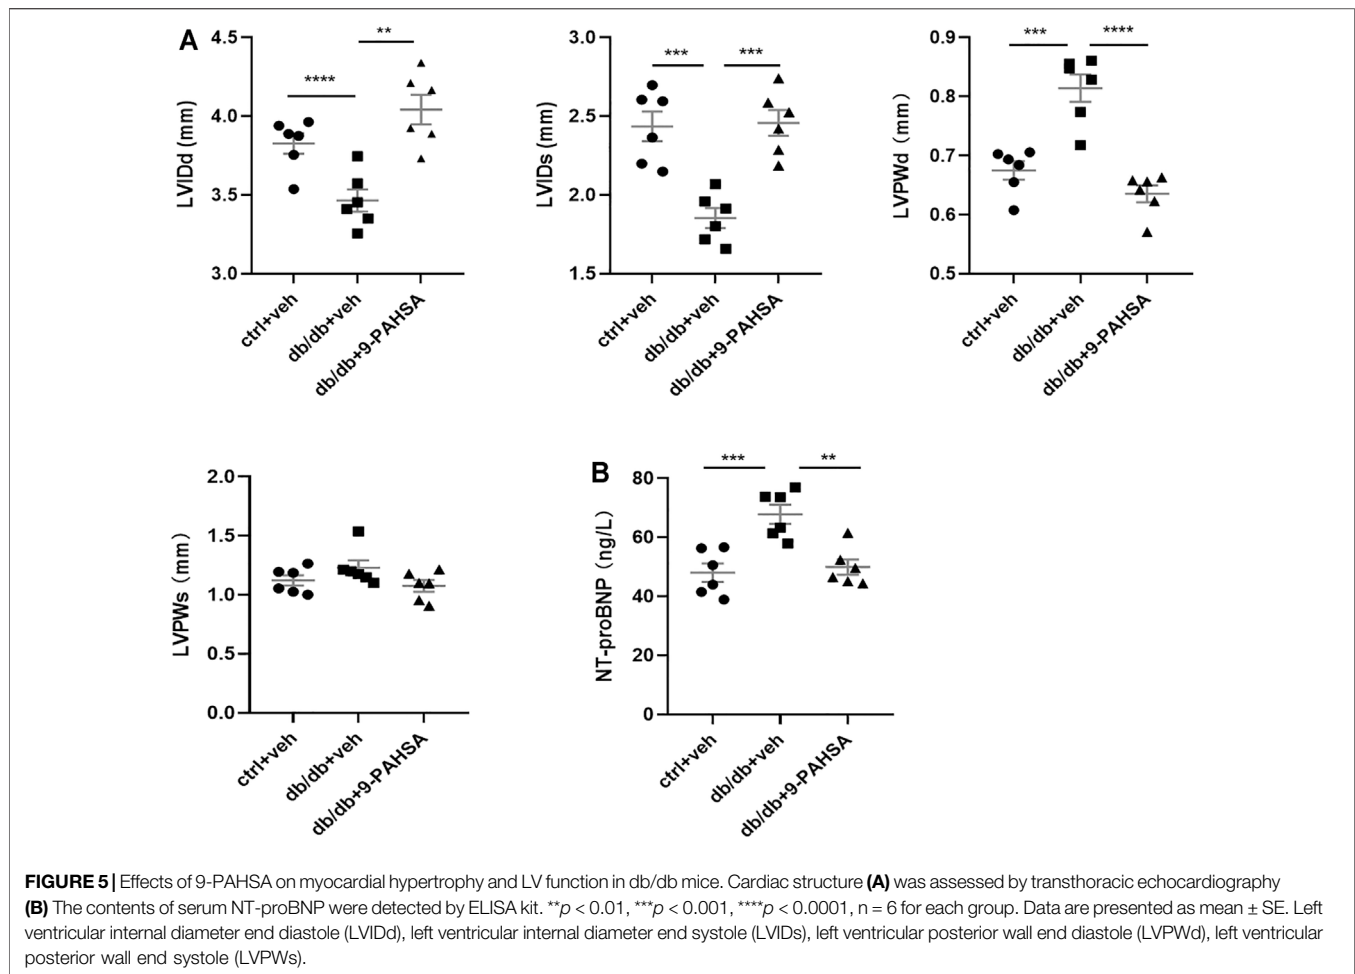 A
LVIDd (mm)
4.5
4.0
3.5
3.0
****
**
ctrl+veh
db/db+veh
db/db+9-PAHSA
LVIDs (mm)
3.0
2.5
2.0
1.5
***
***
ctrl+veh
db/db+veh
db/db+9-PAHSA
LVPWd (mm)
0.9
0.8
0.7
0.6
0.5
***
****
ctrl+veh
db/db+veh
db/db+9-PAHSA
LVPWs (mm)
2.0
1.5
1.0
0.5
0.0
ctrl+veh
db/db+veh
db/db+9-PAHSA
B
NT-proBNP (ng/L)
80
60
40
20
0
***
**
ctrl+veh
db/db+veh
db/db+9-PAHSA
FIGURE 5 | Effects of 9-PAHSA on myocardial hypertrophy and LV function in db/db mice. Cardiac structure (A) was assessed by transthoracic echocardiography
(B) The contents of serum NT-proBNP were detected by ELISA kit. **p < 0.01, ***p < 0.001, ****p < 0.0001, n = 6 for each group. Data are presented as mean ± SE. Left
ventricular internal diameter end diastole (LVIDd), left ventricular internal diameter end systole (LVIDs), left ventricular posterior wall end diastole (LVPWd), left ventricular
posterior wall end systole (LVPWs).